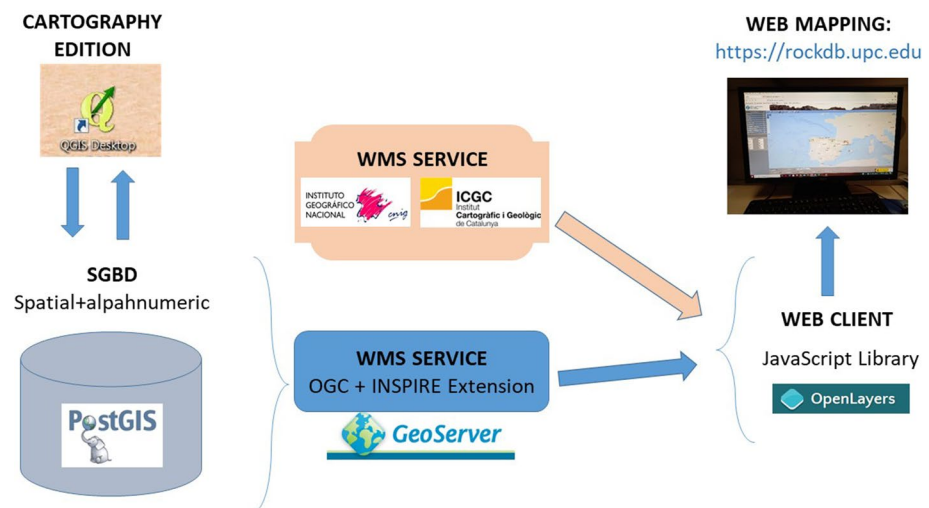 CARTOGRAPHY
EDITION
QGIS Desktop
SGBD
Spatial+alpahnumeric
PostGIS
WMS SERVICE
INSTITUTO
GEOGRÁFICO
NACIONAL
cnig
ICGC
Institut
Cartogràfic i Geològic
de Catalunya
WMS SERVICE
OGC + INSPIRE Extension
GeoServer
WEB MAPPING:
https://rockdb.upc.edu
WEB CLIENT
JavaScript Library
OpenLayers